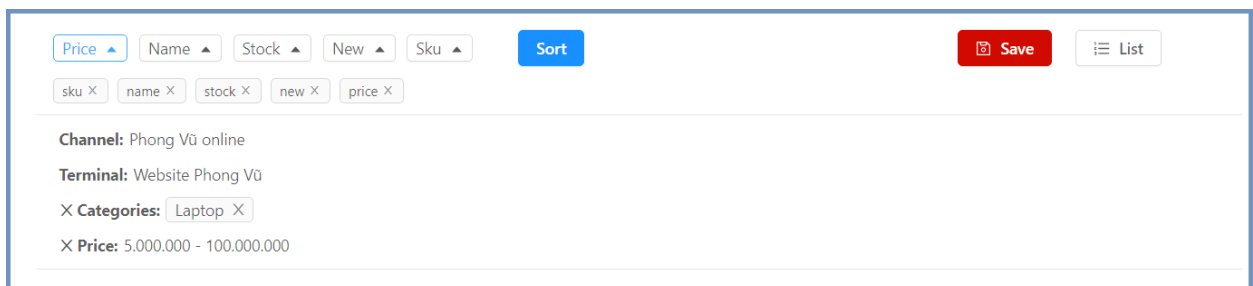 Price Name Stock New Sku Sort Save List
sku name stock new price
Channel: Phong Vũ online
Terminal: Website Phong Vũ
Categories: Laptop
Price: 5.000.000 - 100.000.000